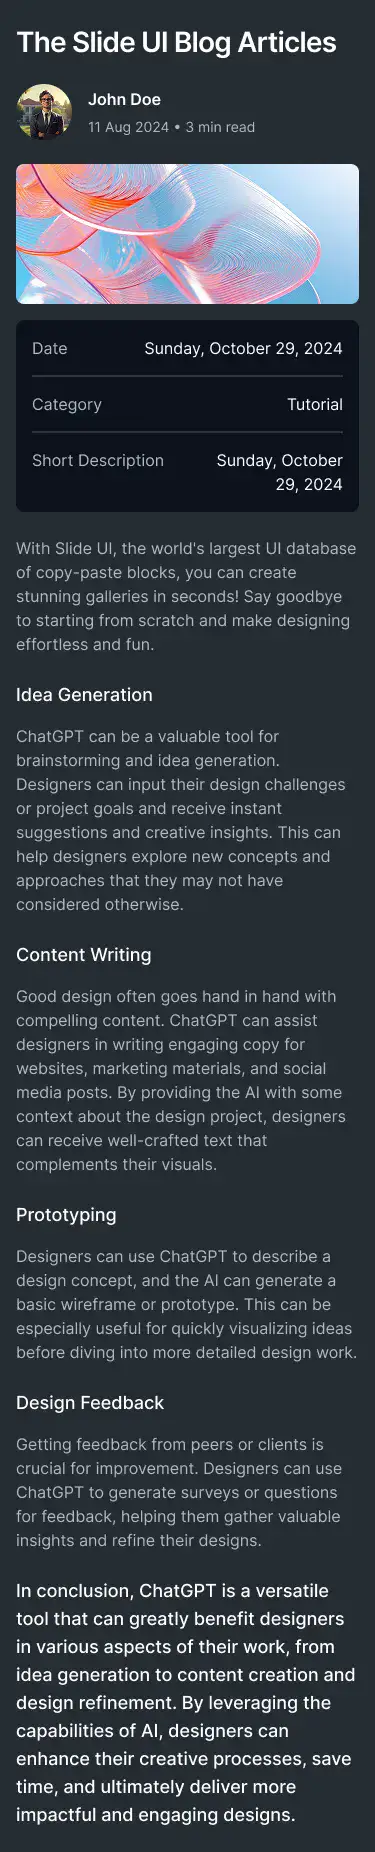 The Slide UI Blog Articles
John Doe
11 Aug 2024 • 3 min read
Date Sunday, October 29, 2024
Category Tutorial
Short Description Sunday, October
29, 2024
With Slide UI, the world's largest UI database
of copy-paste blocks, you can create
stunning galleries in seconds! Say goodbye
to starting from scratch and make designing
effortless and fun.
Idea Generation
ChatGPT can be a valuable tool for
brainstorming and idea generation.
Designers can input their design challenges
or project goals and receive instant
suggestions and creative insights. This can
help designers explore new concepts and
approaches that they may not have
considered otherwise.
Content Writing
Good design often goes hand in hand with
compelling content. ChatGPT can assist
designers in writing engaging copy for
websites, marketing materials, and social
media posts. By providing the AI with some
context about the design project, designers
can receive well-crafted text that
complements their visuals.
Prototyping
Designers can use ChatGPT to describe a
design concept, and the AI can generate a
basic wireframe or prototype. This can be
especially useful for quickly visualizing ideas
before diving into more detailed design work.
Design Feedback
Getting feedback from peers or clients is
crucial for improvement. Designers can use
ChatGPT to generate surveys or questions
for feedback, helping them gather valuable
insights and refine their designs.
In conclusion, ChatGPT is a versatile
tool that can greatly benefit designers
in various aspects of their work, from
idea generation to content creation and
design refinement. By leveraging the
capabilities of AI, designers can
enhance their creative processes, save
time, and ultimately deliver more
impactful and engaging designs.